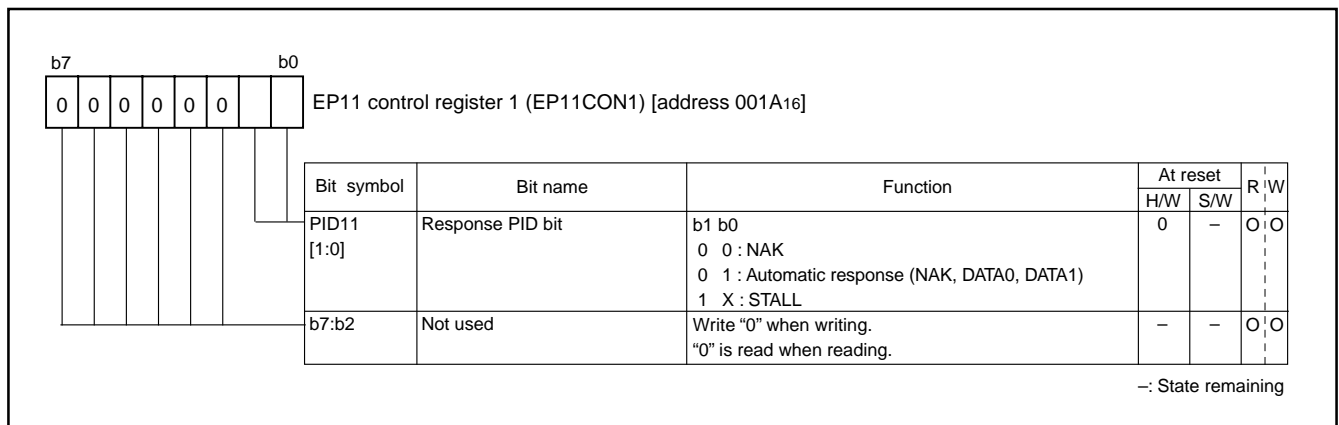 b7 b0
0 0 0 0 0 0 EP11 control register 1 (EP11CON1) [address 001A16]
Bit symbol Bit name Function At reset R W
H/W S/W
PID11 Response PID bit b1 b0 0 – O O
[1:0] 0 0 : NAK
0 1 : Automatic response (NAK, DATA0, DATA1)
1 X : STALL
b7:b2 Not used Write “0” when writing. – – O O
“0” is read when reading.
–: State remaining